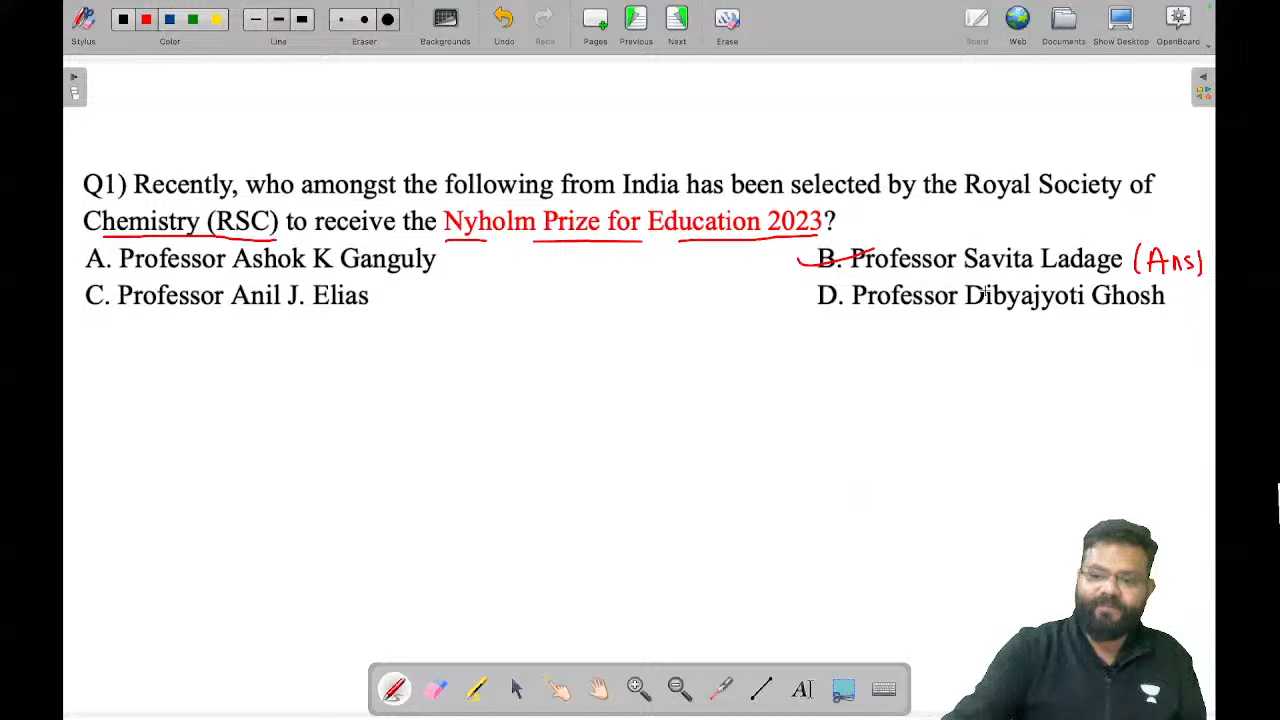 Stylus Color Line Eraser Backgrounds Undo Redo Pages Previous Next Erase Board Web Documents Show Desktop OpenBoard
Q1) Recently, who amongst the following from India has been selected by the Royal Society of
Chemistry (RSC) to receive the Nyholm Prize for Education 2023?
A. Professor Ashok K Ganguly B. Professor Savita Ladage (Ans)
C. Professor Anil J. Elias D. Professor Dibyajyoti Ghosh